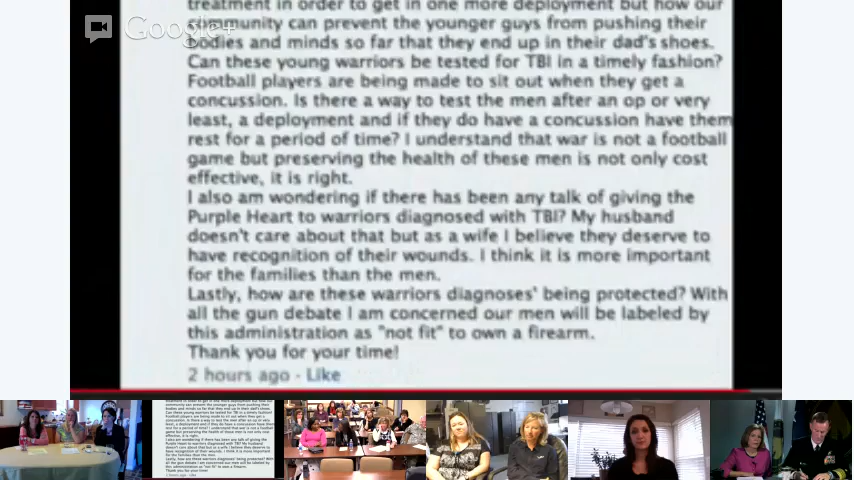 Google+
treatment in order to get in one more deployment but how our
community can prevent the younger guys from pushing their
bodies and minds so far that they end up in their dad's shoes.
Can these young warriors be tested for TBI in a timely fashion?
Football players are being made to sit out when they get a
concussion. Is there a way to test the men after an op or very
least, a deployment and if they do have a concussion have them
rest for a period of time? I understand that war is not a football
game but preserving the health of these men is not only cost
effective, it is right.
I also am wondering if there has been any talk of giving the
Purple Heart to warriors diagnosed with TBI? My husband
doesn't care about that but as a wife I believe they deserve to
have recognition of their wounds. I think it is more important
for the families than the men.
Lastly, how are these warriors diagnoses' being protected? With
all the gun debate I am concerned our men will be labeled by
this administration as "not fit" to own a firearm.
Thank you for your time!
2 hours ago · Like